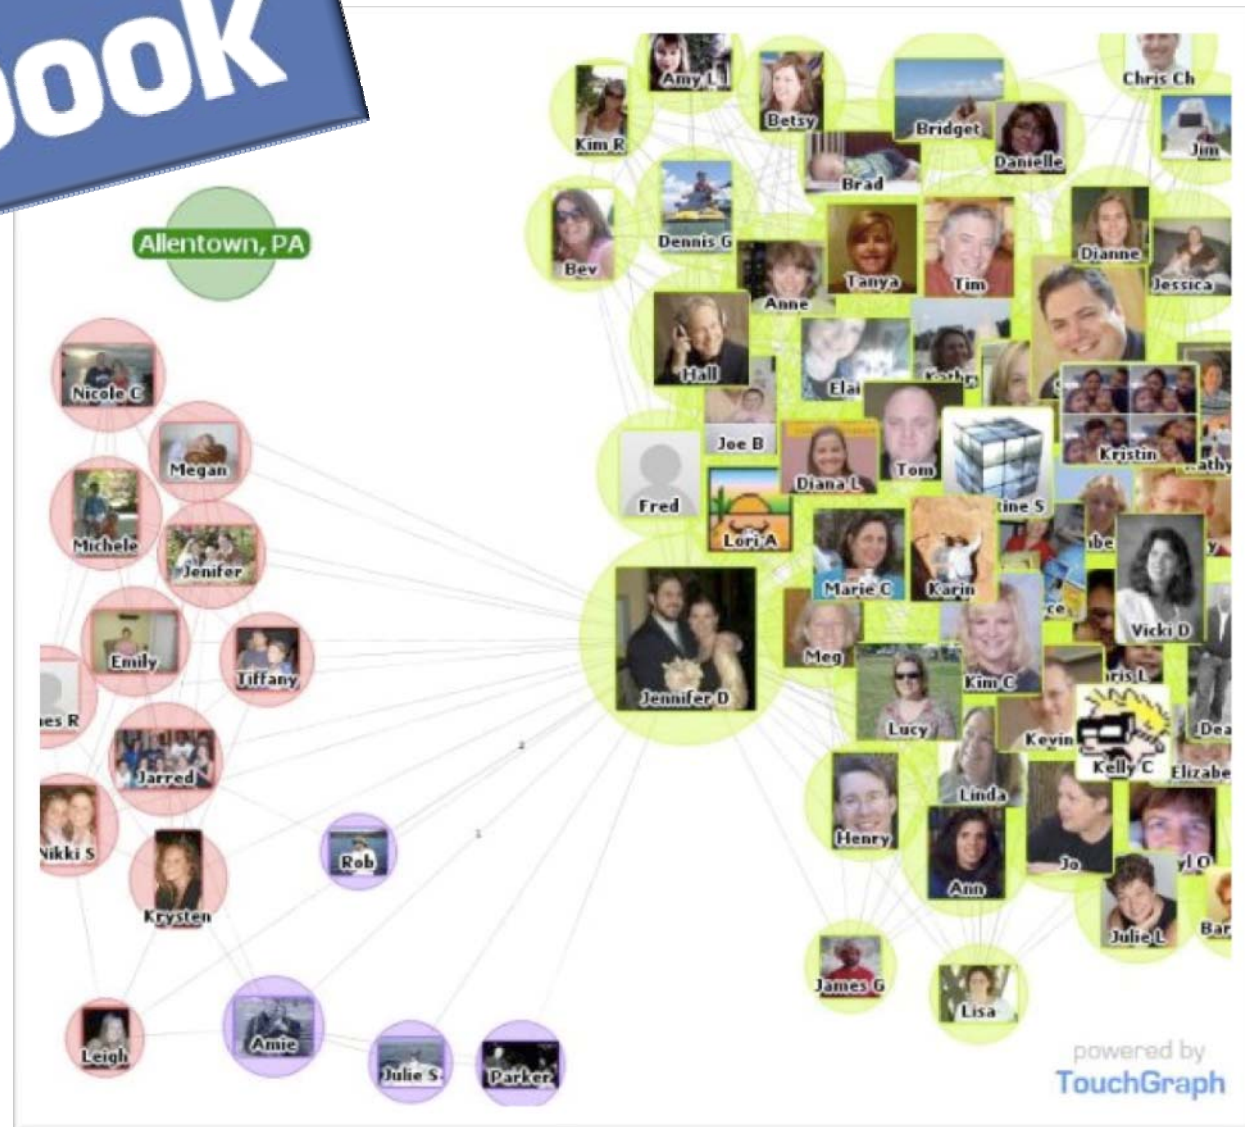 book
Amy L
Chris Ch
Betsy
Bridget
Kim R
Jim
Danielle
Brad
Allentown, PA
Dennis G
Dianne
Bev
Tanya
Tim
Jessica
Anne
Hall
Nicole C
Joe B
Kristin
Megan
Tom
Diana L
Fred
Lori A
Michele
Jenifer
Marie C
Karin
Vicki D
Meg
Emily
Tiffany
Kim C
Jennifer D
Lucy
Kevin
Jarred
Kelly C
Linda
Henry
Nikki S
Rob
Jo
Ann
Krysten
Julie L
James G
Lisa
Leigh
Amie
Julie S
Parker
powered by
TouchGraph